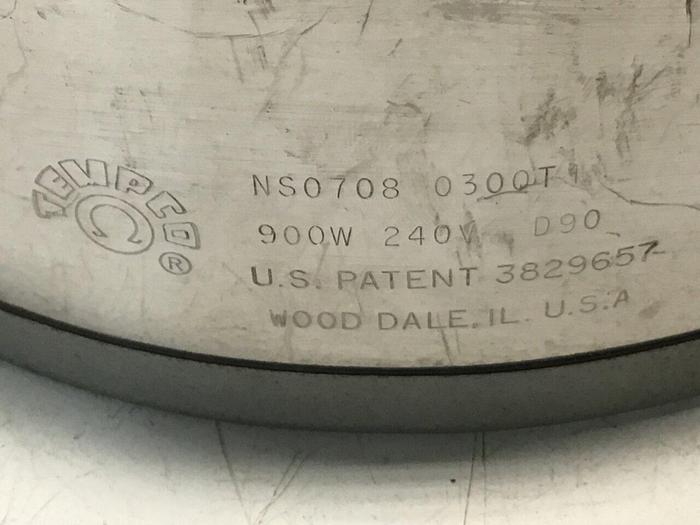 TEMPCO
Ω
®
NS0708 0300T
900W 240V D90
U.S. PATENT 3829657
WOOD DALE, IL. U.S.A